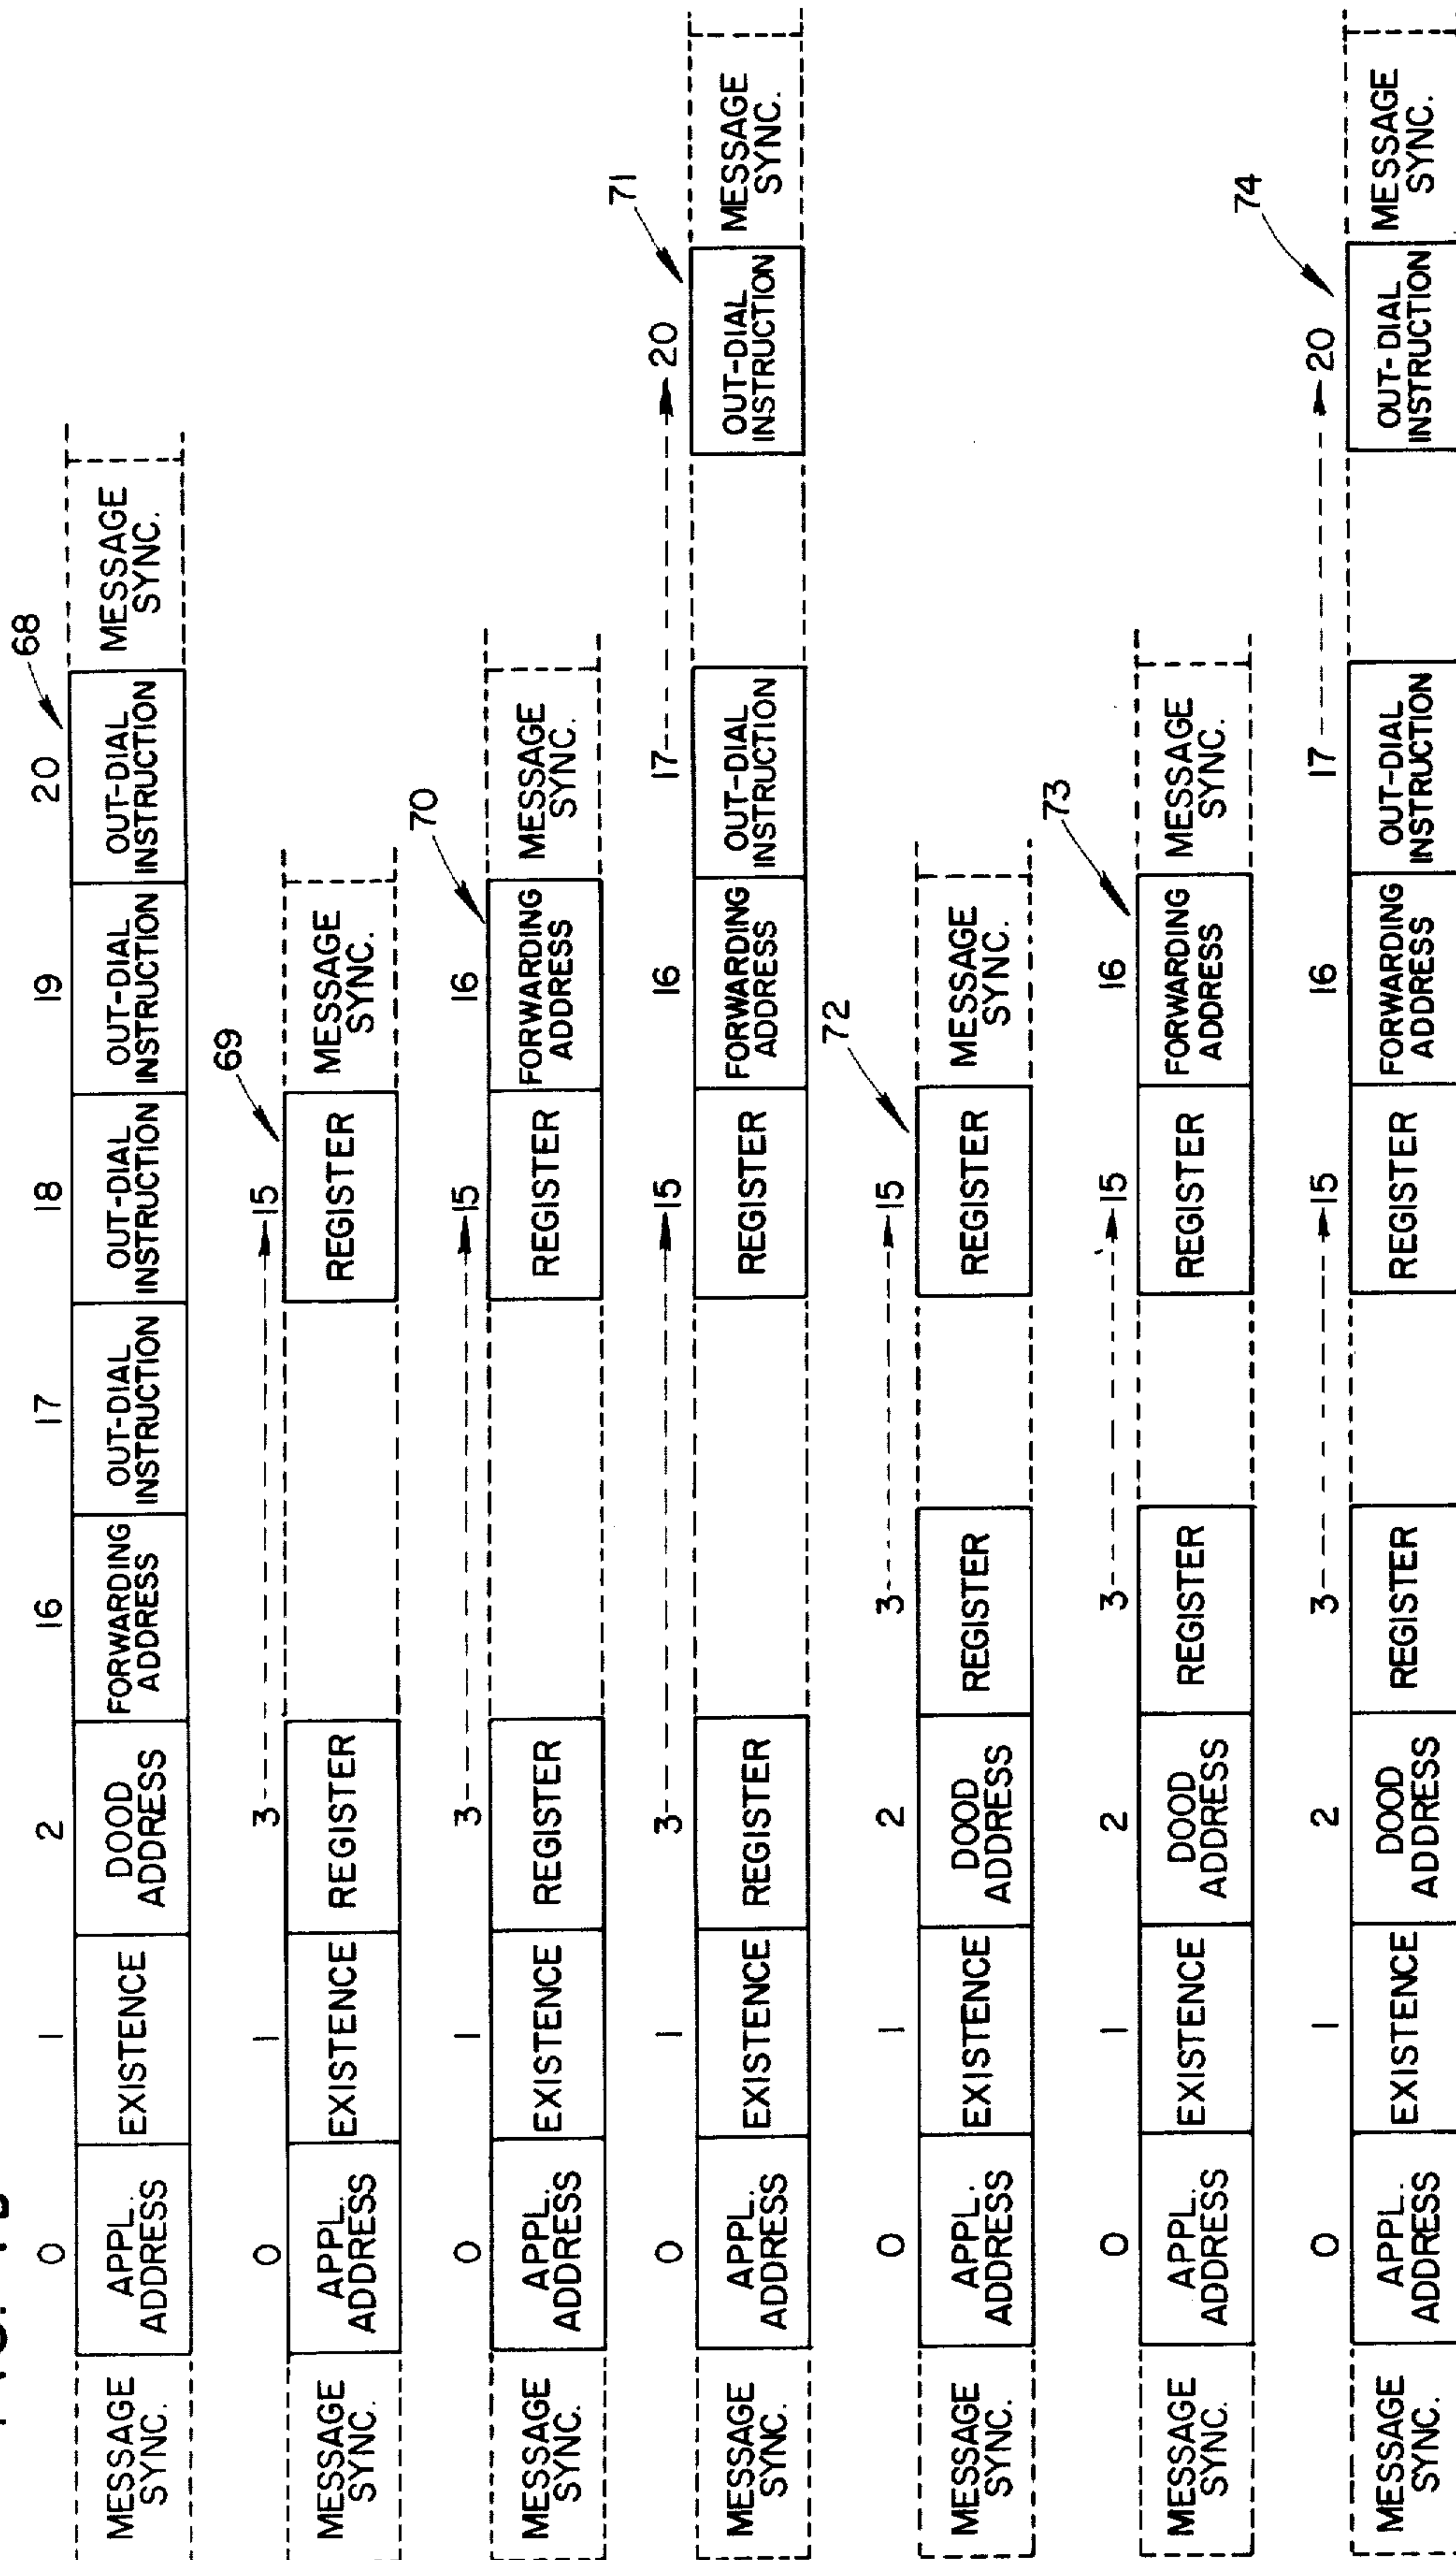 68
0 1 2 16 17 18 19 20
MESSAGE SYNC. APPL. ADDRESS EXISTENCE DOOD ADDRESS FORWARDING ADDRESS OUT-DIAL INSTRUCTION OUT-DIAL INSTRUCTION OUT-DIAL INSTRUCTION OUT-DIAL INSTRUCTION MESSAGE SYNC.
69
0 1 3 15
MESSAGE SYNC. APPL. ADDRESS EXISTENCE REGISTER REGISTER MESSAGE SYNC.
70
0 1 3 15 16
MESSAGE SYNC. APPL. ADDRESS EXISTENCE REGISTER REGISTER FORWARDING ADDRESS MESSAGE SYNC.
71
0 1 3 15 16 17 20
MESSAGE SYNC. APPL. ADDRESS EXISTENCE REGISTER REGISTER FORWARDING ADDRESS OUT-DIAL INSTRUCTION OUT-DIAL INSTRUCTION MESSAGE SYNC.
72
0 1 2 3 15
MESSAGE SYNC. APPL. ADDRESS EXISTENCE DOOD ADDRESS REGISTER REGISTER MESSAGE SYNC.
73
0 1 2 3 15 16
MESSAGE SYNC. APPL. ADDRESS EXISTENCE DOOD ADDRESS REGISTER REGISTER FORWARDING ADDRESS MESSAGE SYNC.
74
0 1 2 3 15 16 17 20
MESSAGE SYNC. APPL. ADDRESS EXISTENCE DOOD ADDRESS REGISTER REGISTER FORWARDING ADDRESS OUT-DIAL INSTRUCTION OUT-DIAL INSTRUCTION MESSAGE SYNC.